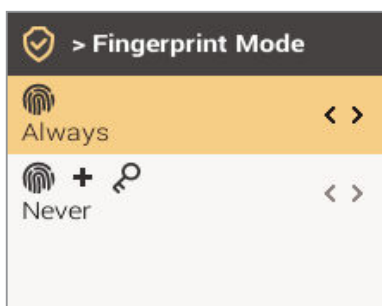 > Fingerprint Mode
Always
< >
+
Never
< >